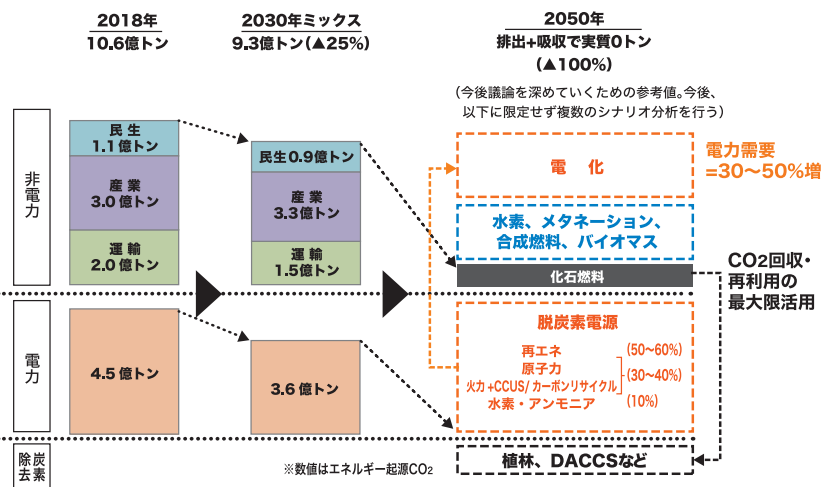 2018年
10.6億トン
2030年ミックス
9.3億トン(▲25%)
2050年
排出+吸収で実質0トン
(▲100%)
(今後議論を深めていくための参考値。今後、
以下に限定せず複数のシナリオ分析を行う)
非電力
民生
1.1億トン
産業
3.0億トン
運輸
2.0億トン
民生0.9億トン
産業
3.3億トン
運輸
1.5億トン
電 化
電力需要
=30〜50%増
水素、メタネーション、
合成燃料、バイオマス
化石燃料
CO2回収・
再利用の
最大限活用
電力
4.5億トン
3.6億トン
脱炭素電源
再エネ (50〜60%)
原子力
(30〜40%)
火力+CCUS/カーボンリサイクル
水素・アンモニア (10%)
炭素除去
※数値はエネルギー起源CO2
植林、DACCSなど